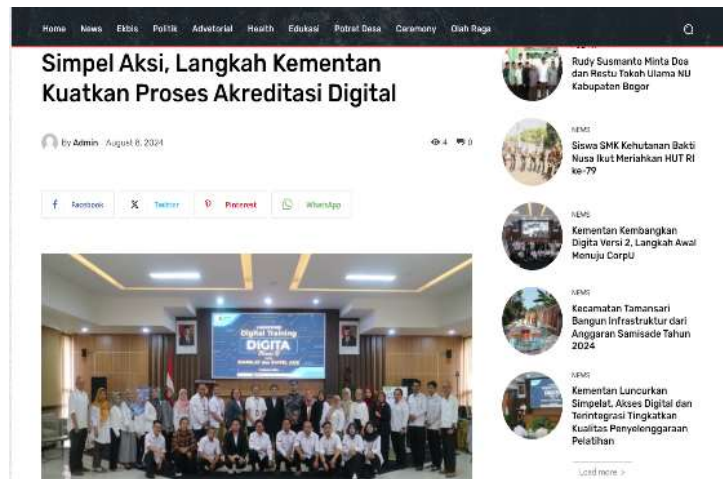 Home News Ekbis Politik Advetorial Health Edukasi Potrat Desa Ceremony Olah Raga
Simpel Aksi, Langkah Kementan
Kuatkan Proses Akreditasi Digital
By Admin August 8, 2024
4 0
Facebook Twitter Pinterest WhatsApp
Digital Training
DIGITA
Rudy Susmanto Minta Doa
dan Restu Tokoh Ulama NU
Kabupaten Bogor
NEWS
Siswa SMK Kehutanan Bakti
Nusa Ikut Meriahkan HUT RI
ke-79
NEWS
Kementan Kembangkan
Digita Versi 2, Langkah Awal
Menuju CorpU
NEWS
Kecamatan Tamansari
Bangun Infrastruktur dari
Anggaran Samisade Tahun
2024
NEWS
Kementan Luncurkan
Simpelat, Akses Digital dan
Terintegrasi Tingkatkan
Kualitas Penyelenggaraan
Pelatihan
Load more >